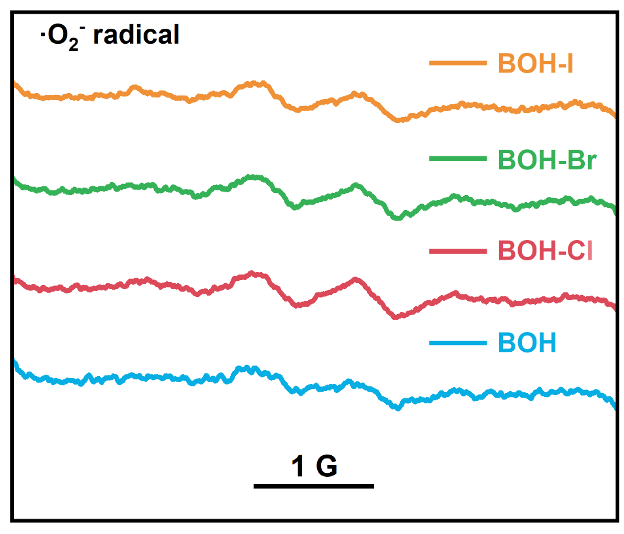 ·O₂⁻ radical
BOH-I
BOH-Br
BOH-Cl
BOH
1 G